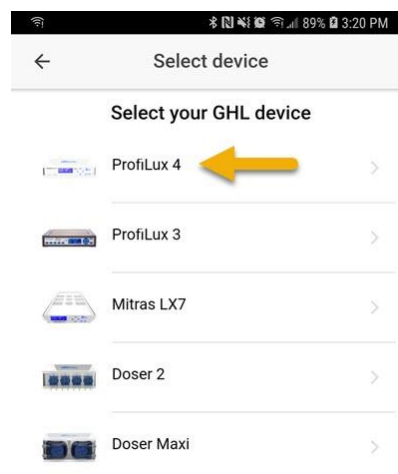 89% 3:20 PM
Select device
Select your GHL device
ProfiLux 4
ProfiLux 3
Mitras LX7
Doser 2
Doser Maxi